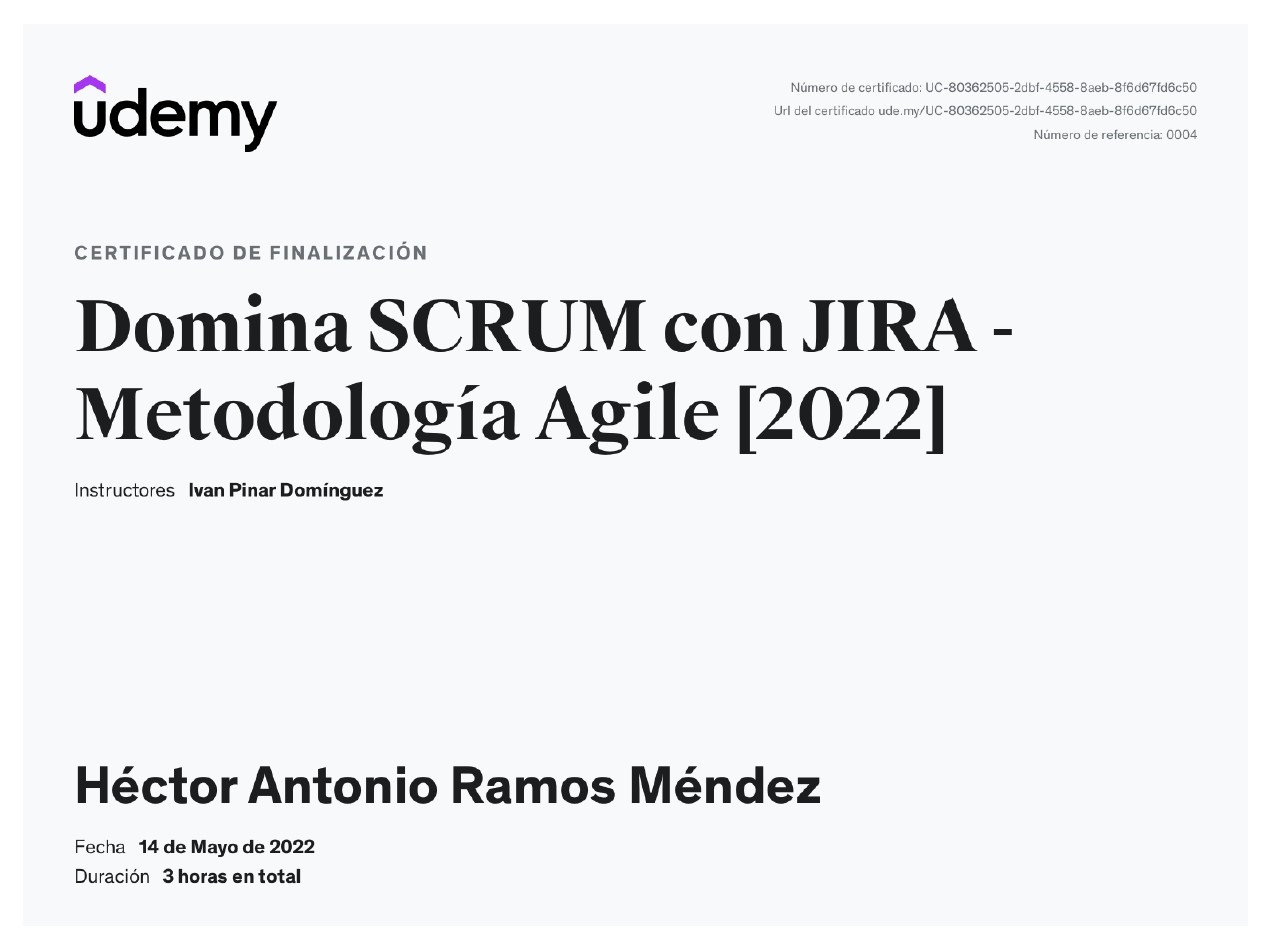 udemy
Número de certificado: UC-80362505-2dbf-4558-8aeb-8f6d67fd6c50
Url del certificado ude.my/UC-80362505-2dbf-4558-8aeb-8f6d67fd6c50
Número de referencia: 0004
CERTIFICADO DE FINALIZACIÓN
Domina SCRUM con JIRA -
Metodología Agile [2022]
Instructores Ivan Pinar Domínguez
Héctor Antonio Ramos Méndez
Fecha 14 de Mayo de 2022
Duración 3 horas en total